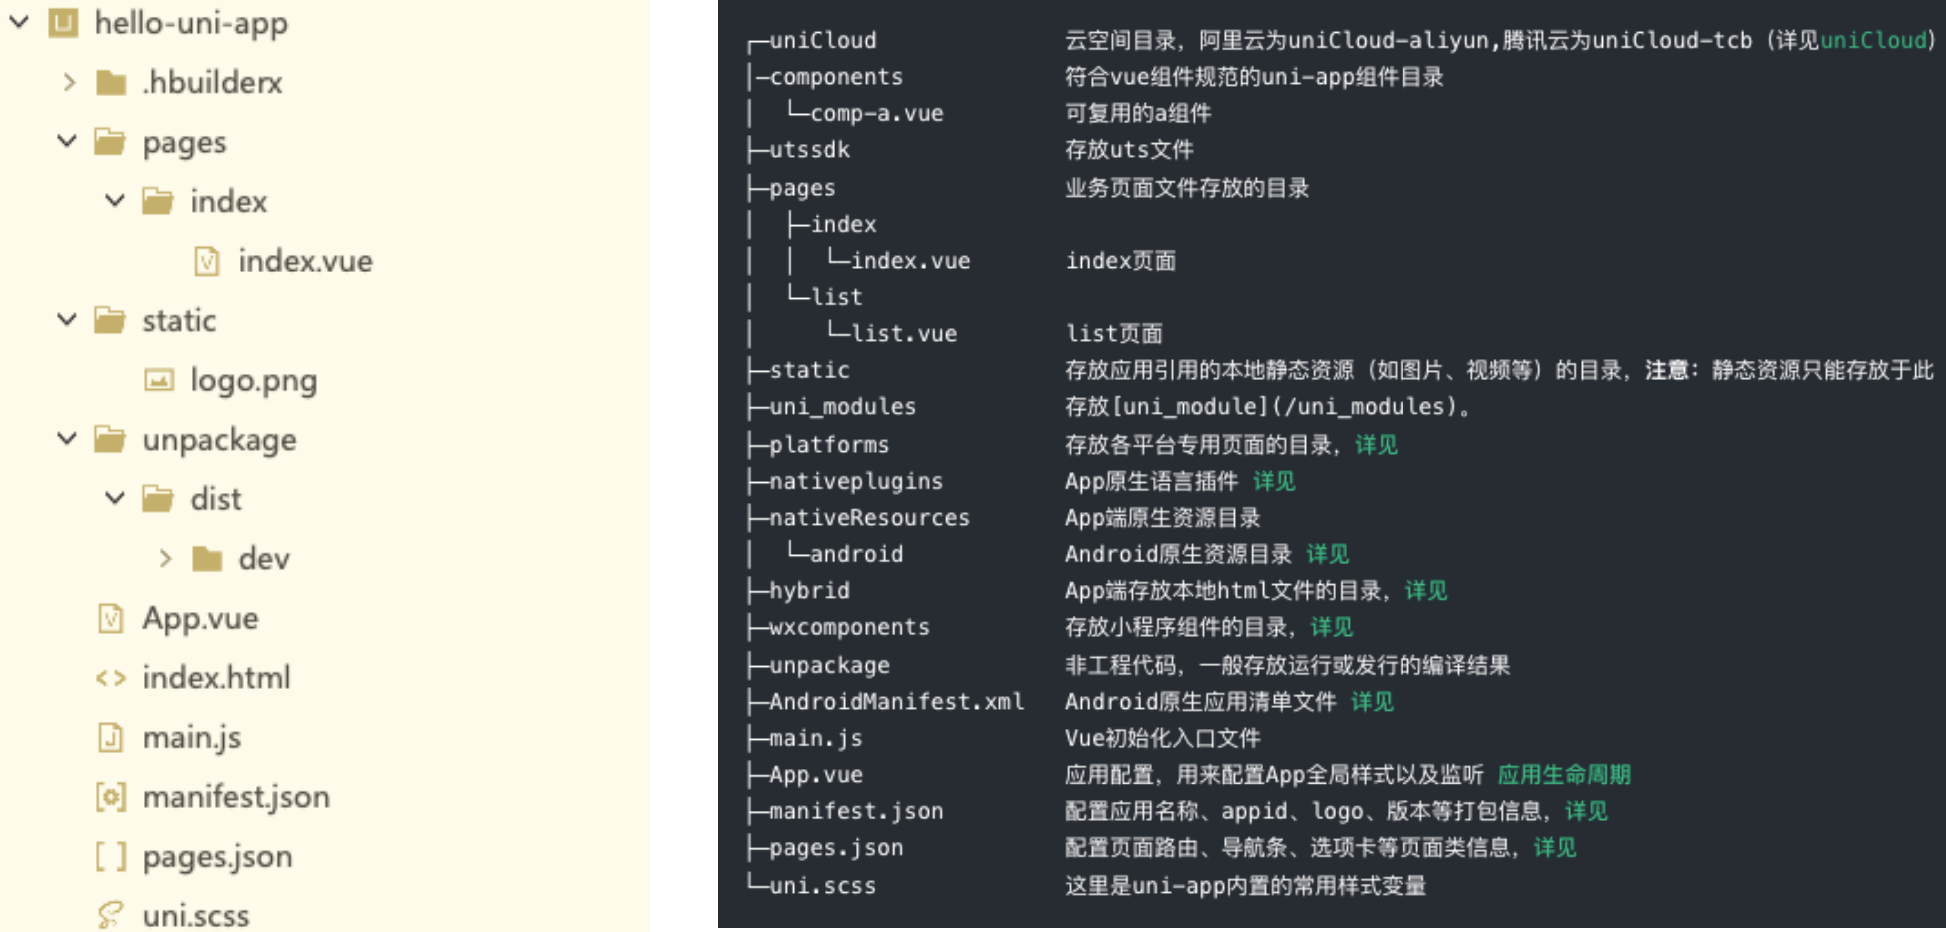 hello-uni-app
.hbuilderx
pages
index
index.vue
static
logo.png
unpackage
dist
dev
App.vue
index.html
main.js
manifest.json
pages.json
uni.scss
┌─uniCloud 云空间目录，阿里云为uniCloud-aliyun,腾讯云为uniCloud-tcb（详见uniCloud）
│─components 符合vue组件规范的uni-app组件目录
│ └─comp-a.vue 可复用的a组件
├─utssdk 存放uts文件
├─pages 业务页面文件存放的目录
│ ├─index
│ │ └─index.vue index页面
│ └─list
│ └─list.vue list页面
├─static 存放应用引用的本地静态资源（如图片、视频等）的目录，注意：静态资源只能存放于此
├─uni_modules 存放[uni_module](/uni_modules)。
├─platforms 存放各平台专用页面的目录，详见
├─nativeplugins App原生语言插件 详见
├─nativeResources App端原生资源目录
│ └─android Android原生资源目录 详见
├─hybrid App端存放本地html文件的目录，详见
├─wxcomponents 存放小程序组件的目录，详见
├─unpackage 非工程代码，一般存放运行或发行的编译结果
├─AndroidManifest.xml Android原生应用清单文件 详见
├─main.js Vue初始化入口文件
├─App.vue 应用配置，用来配置App全局样式以及监听 应用生命周期
├─manifest.json 配置应用名称、appid、logo、版本等打包信息，详见
├─pages.json 配置页面路由、导航条、选项卡等页面类信息，详见
└─uni.scss 这里是uni-app内置的常用样式变量